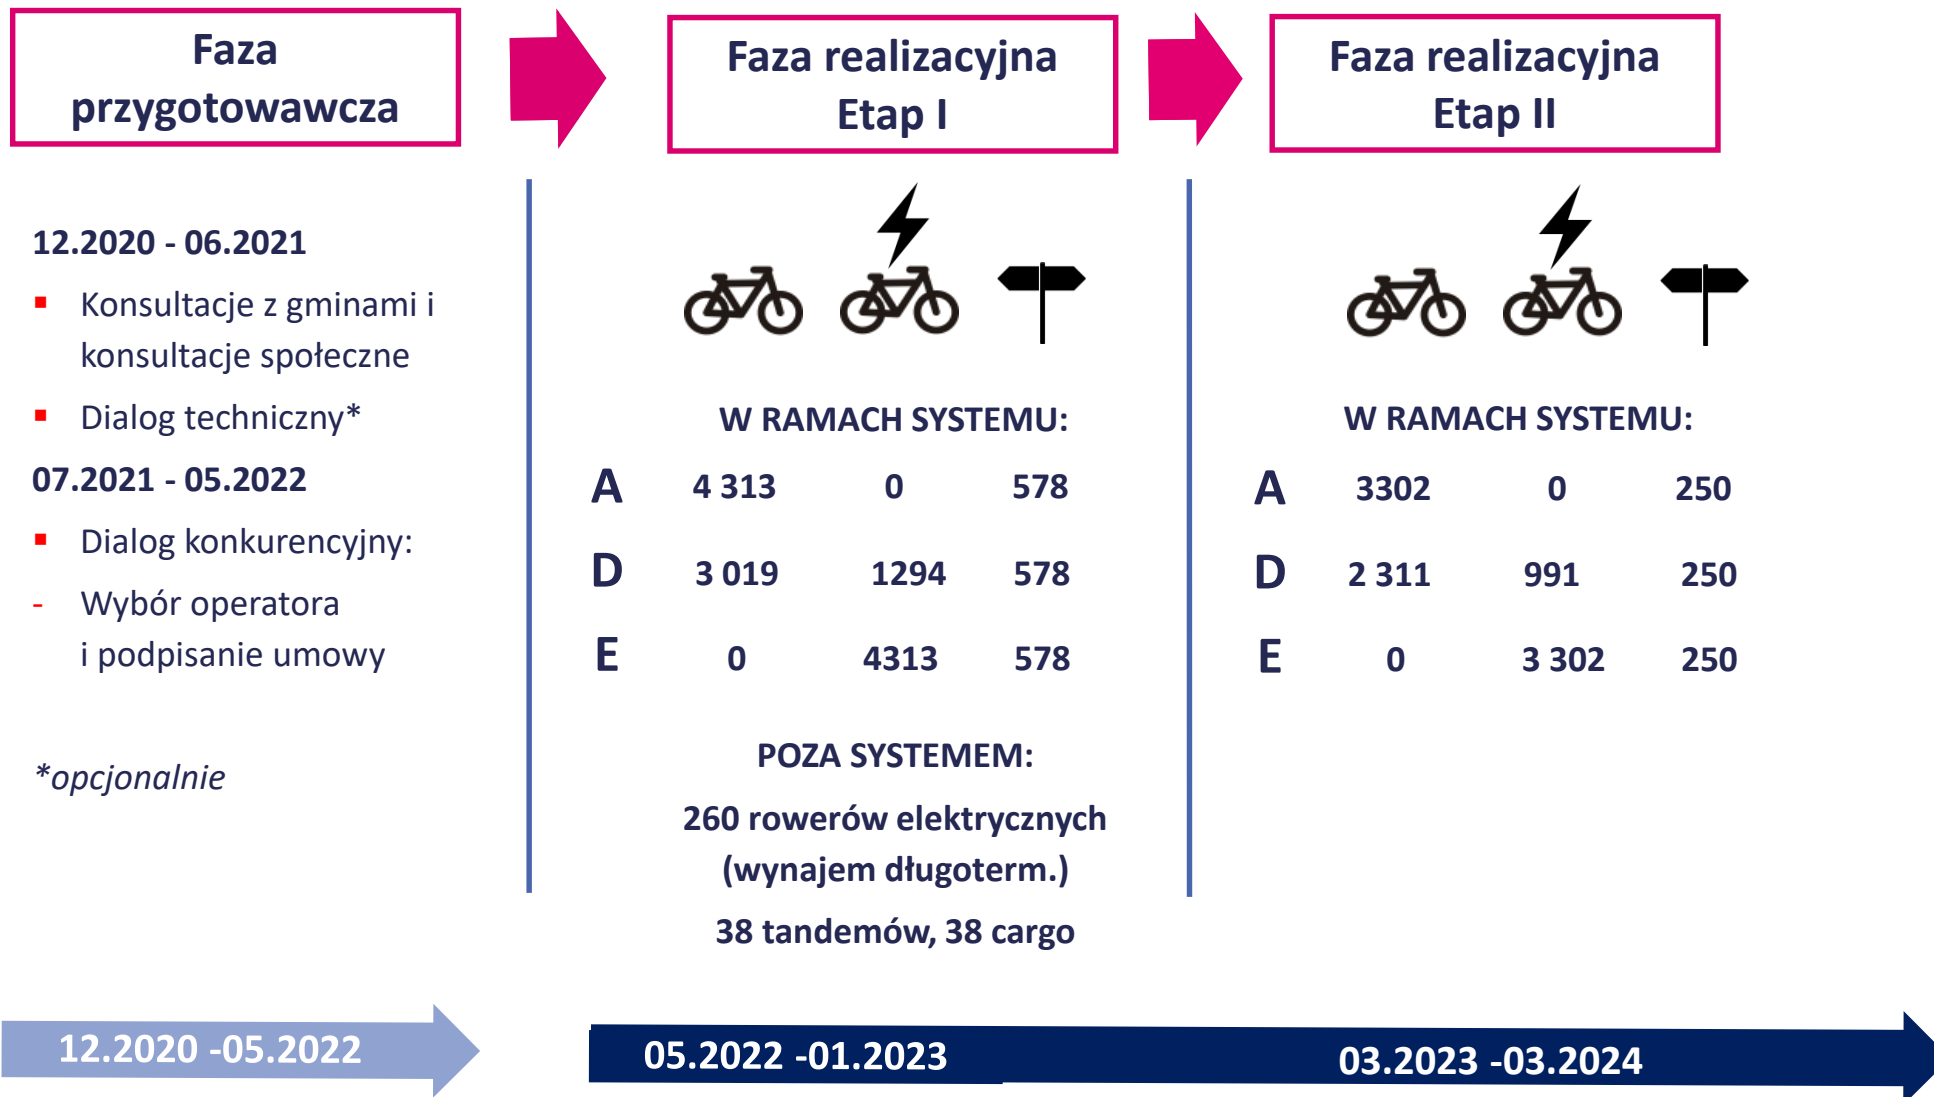 Faza
przygotowawcza
Faza realizacyjna
Etap I
Faza realizacyjna
Etap II
12.2020 - 06.2021
▪ Konsultacje z gminami i
konsultacje społeczne
▪ Dialog techniczny*
07.2021 - 05.2022
▪ Dialog konkurencyjny:
- Wybór operatora
i podpisanie umowy
*opcjonalnie
W RAMACH SYSTEMU:
A 4 313 0 578
D 3 019 1294 578
E 0 4313 578
POZA SYSTEMEM:
260 rowerów elektrycznych
(wynajem długoterm.)
38 tandemów, 38 cargo
W RAMACH SYSTEMU:
A 3302 0 250
D 2 311 991 250
E 0 3 302 250
12.2020 -05.2022
05.2022 -01.2023
03.2023 -03.2024